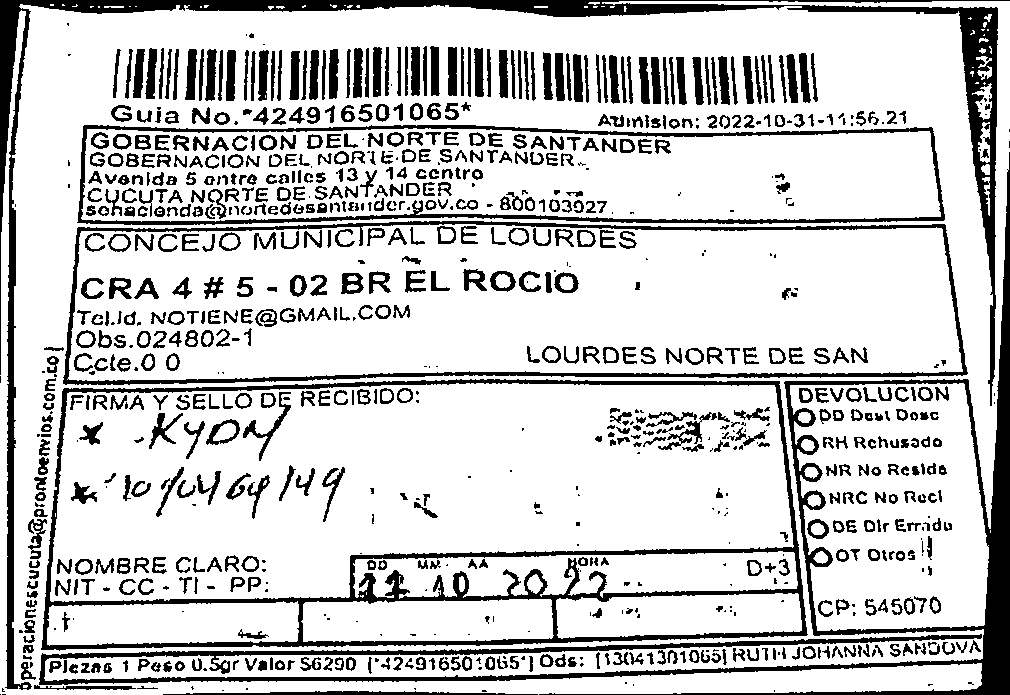 Guia No.*424916501065*
Admision: 2022-10-31-11:56.21
GOBERNACION DEL NORTE DE SANTANDER
GOBERNACION DEL NORTE DE SANTANDER
Avenida 5 entre calles 13 y 14 centro
CUCUTA NORTE DE SANTANDER
sehacienda@nortedesantander.gov.co - 800103927
CONCEJO MUNICIPAL DE LOURDES
CRA 4 # 5 - 02 BR EL ROCIO
Tel.Id. NOTIENE@GMAIL.COM
Obs.024802-1
Ccte.0 0
LOURDES NORTE DE SAN
operacionescucuta@prontoenvios.com.co
FIRMA Y SELLO DE RECIBIDO:
NOMBRE CLARO:
NIT - CC - TI - PP:
DD MM AA HORA
10 2022
D+3
DEVOLUCION
DD Dest Desc
RH Rehusado
NR No Reside
NRC No Recl
DE Dir Errada
OT Otros
CP: 545070
Piezas 1 Peso 0.5gr Valor $6290 [*424916501065*] Ods: [13041301065] RUTH JOHANNA SANDOVA